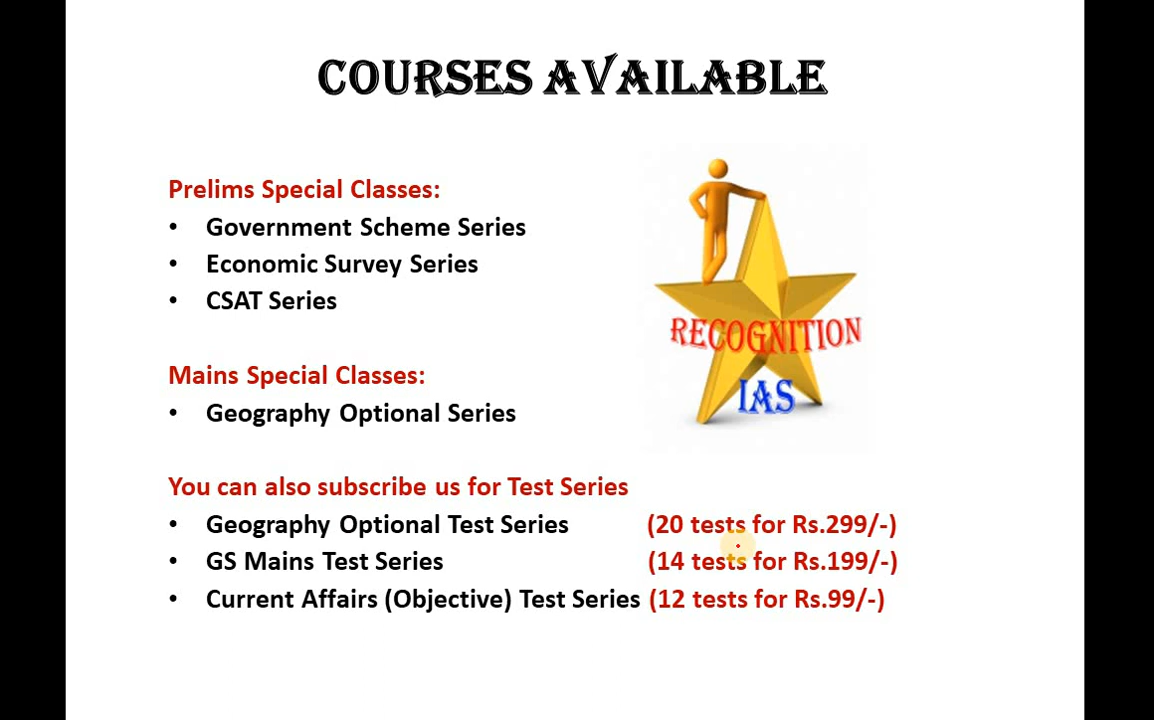 COURSES AVAILABLE
Prelims Special Classes:
• Government Scheme Series
• Economic Survey Series
• CSAT Series
RECOGNITION
IAS
Mains Special Classes:
• Geography Optional Series
You can also subscribe us for Test Series
• Geography Optional Test Series (20 tests for Rs.299/-)
• GS Mains Test Series (14 tests for Rs.199/-)
• Current Affairs (Objective) Test Series (12 tests for Rs.99/-)